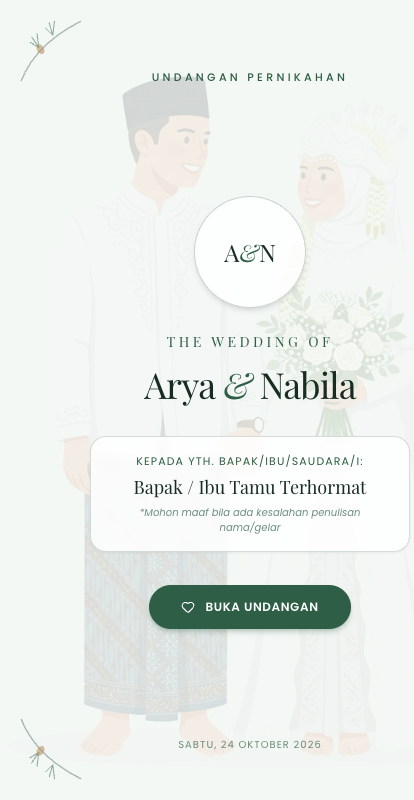 UNDANGAN PERNIKAHAN
A&N
THE WEDDING OF
Arya & Nabila
KEPADA YTH. BAPAK/IBU/SAUDARA/I:
Bapak / Ibu Tamu Terhormat
*Mohon maaf bila ada kesalahan penulisan
nama/gelar
BUKA UNDANGAN
SABTU, 24 OKTOBER 2026